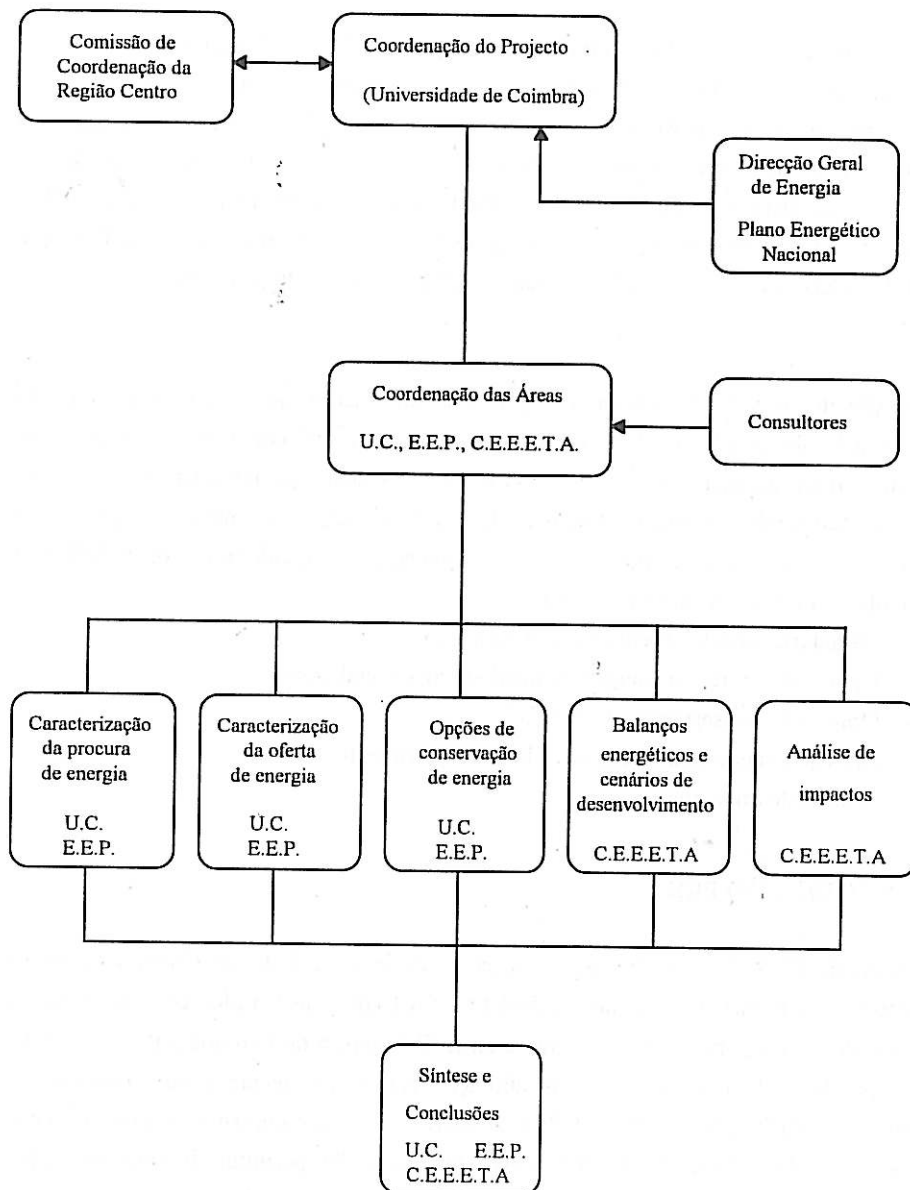 Comissão de
Coordenação da
Região Centro
Coordenação do Projecto
(Universidade de Coimbra)
Direcção Geral
de Energia
Plano Energético
Nacional
Coordenação das Áreas
U.C., E.E.P., C.E.E.E.T.A.
Consultores
Caracterização
da procura
de energia
U.C.
E.E.P.
Caracterização
da oferta
de energia
U.C.
E.E.P.
Opções de
conservação
de energia
U.C.
E.E.P.
Balanços
energéticos e
cenários de
desenvolvimento
C.E.E.E.T.A
Análise de
impactos
C.E.E.E.T.A
Síntese e
Conclusões
U.C. E.E.P.
C.E.E.E.T.A